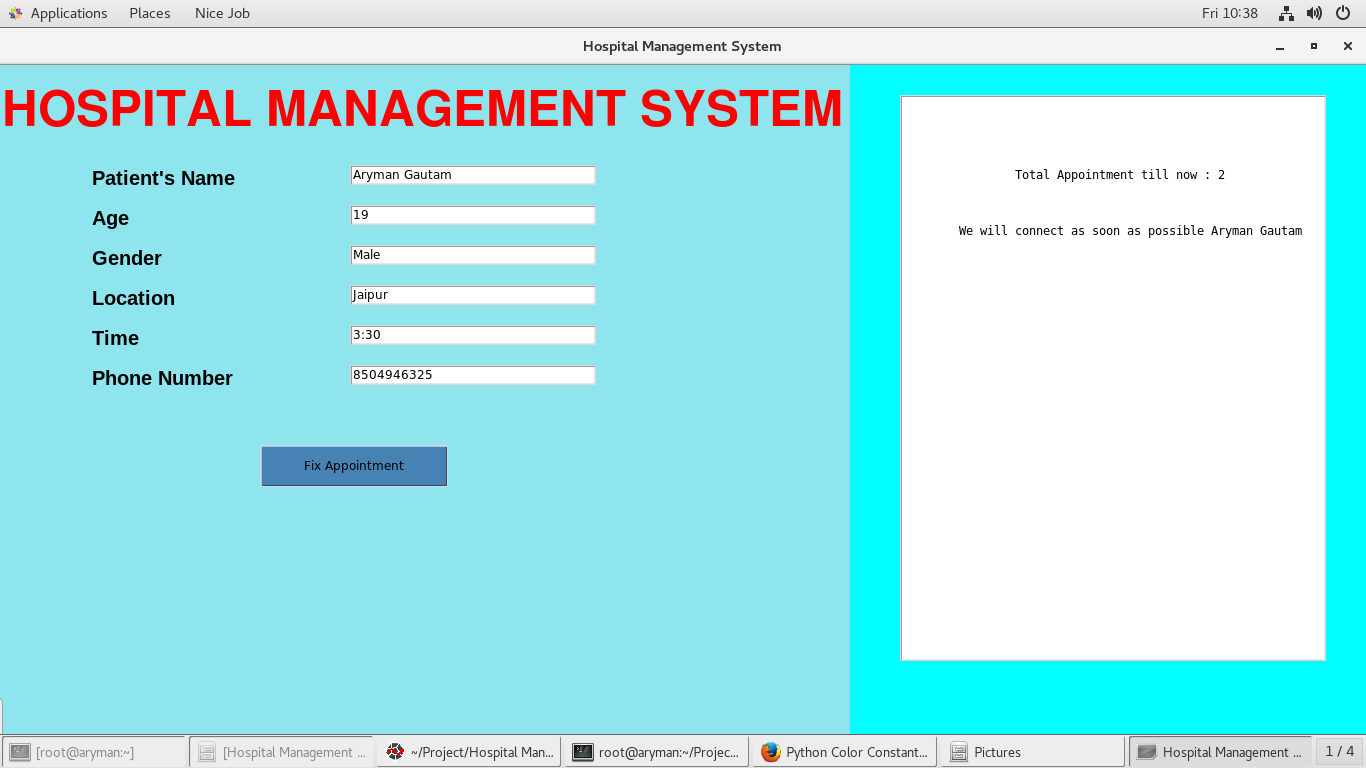 Applications Places Nice Job Fri 10:38
Hospital Management System
HOSPITAL MANAGEMENT SYSTEM
Patient's Name Aryman Gautam
Age 19
Gender Male
Location Jaipur
Time 3:30
Phone Number 8504946325
Fix Appointment
Total Appointment till now : 2
We will connect as soon as possible Aryman Gautam
[root@aryman:~] [Hospital Management ... ~/Project/Hospital Man... root@aryman:~/Projec... Python Color Constant... Pictures Hospital Management ... 1 / 4